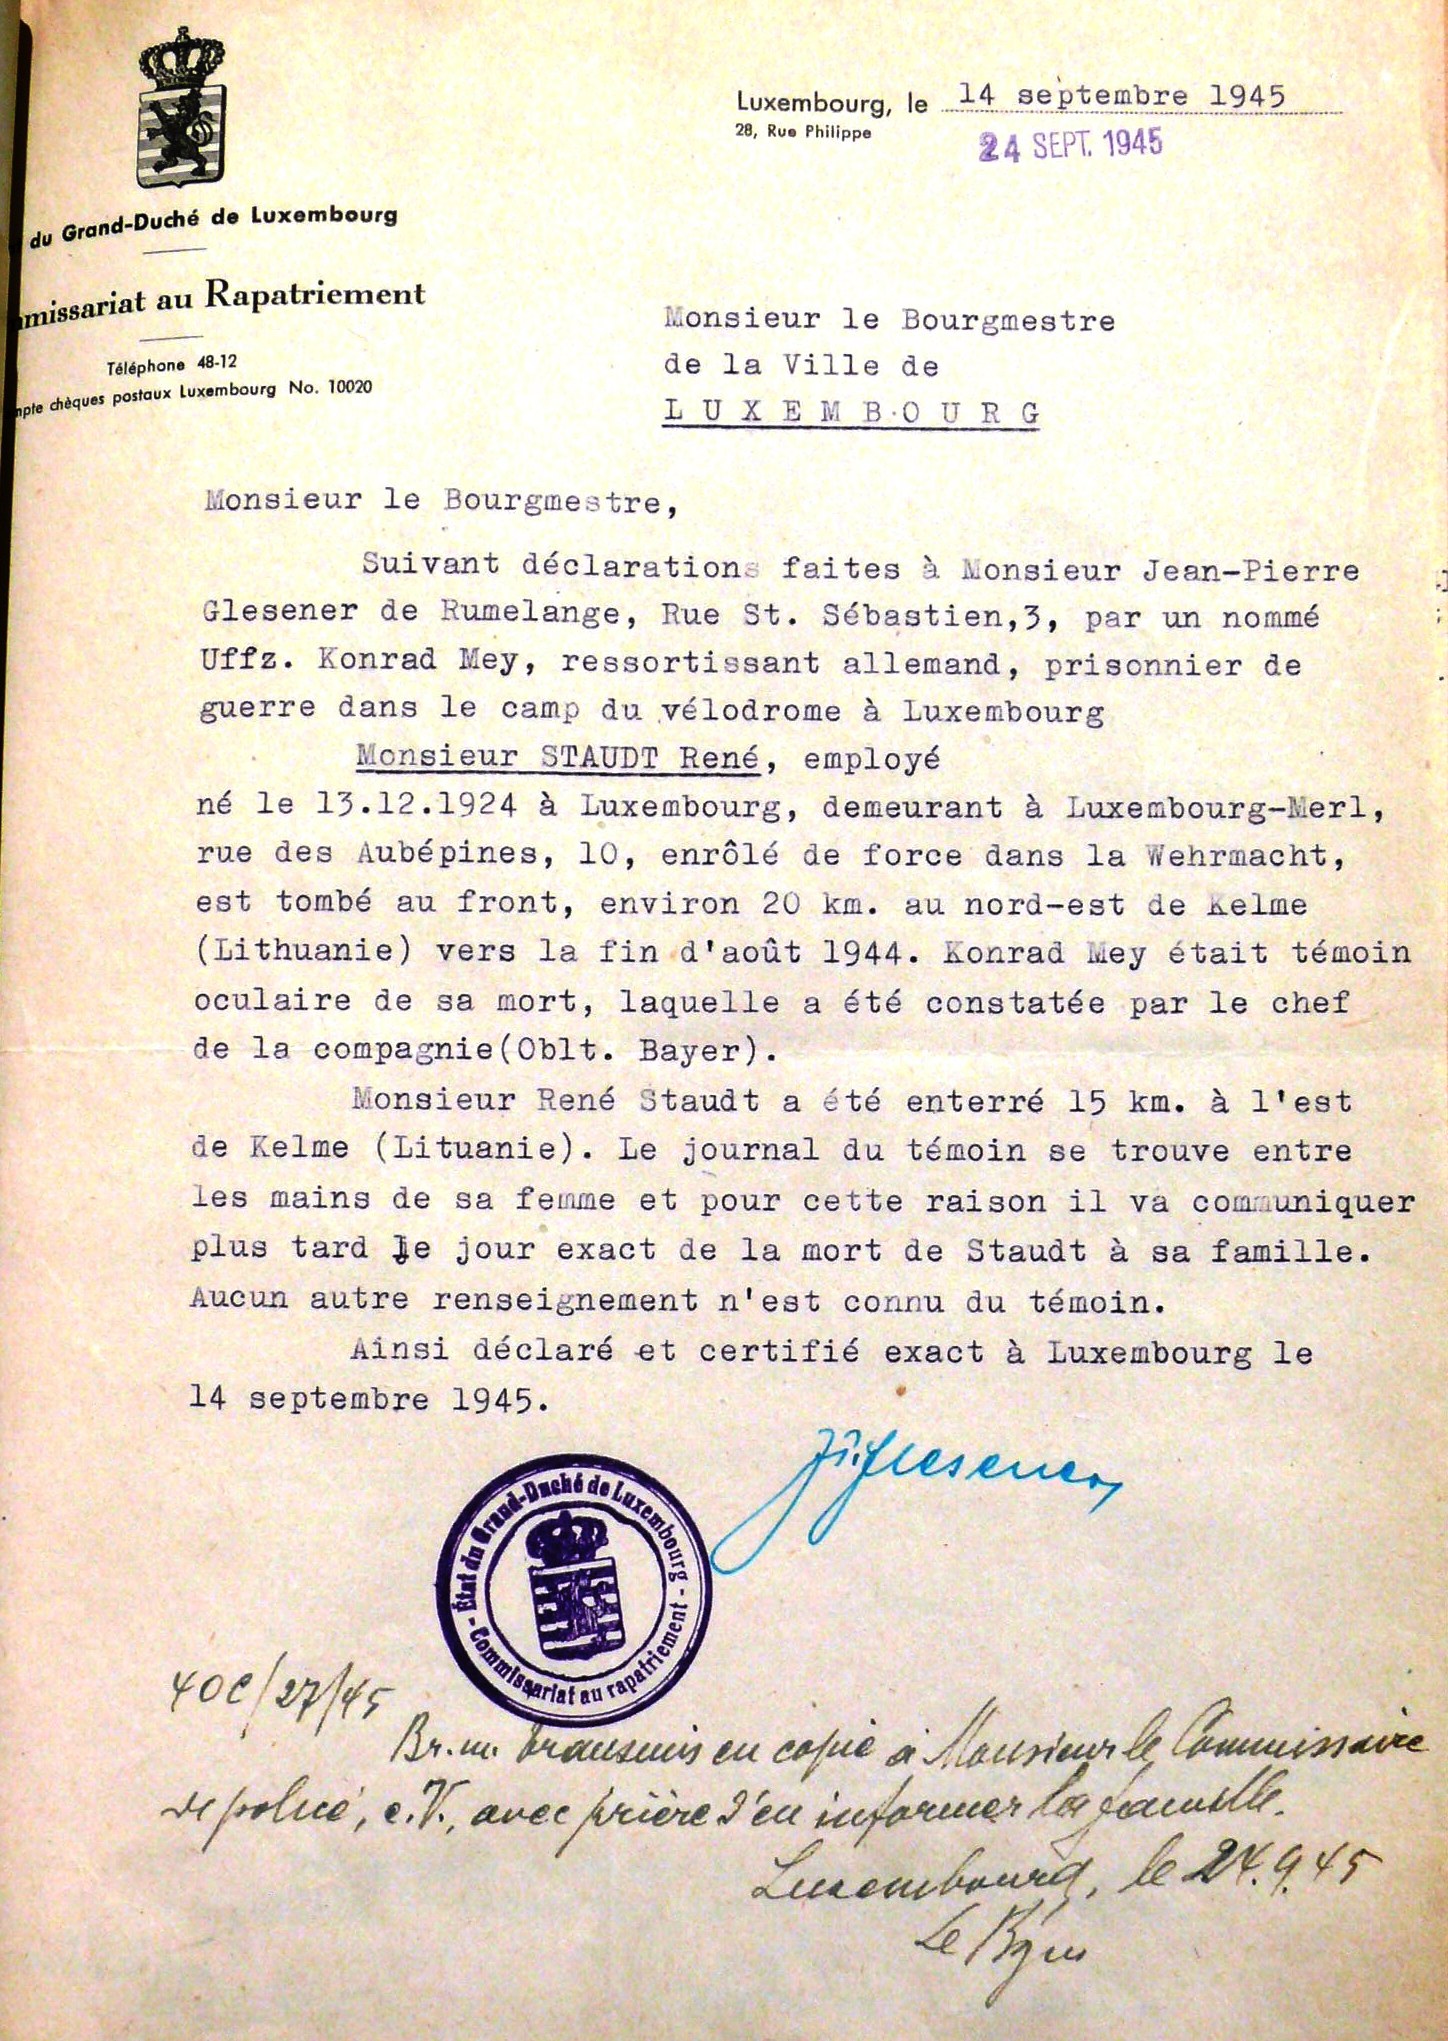 du Grand-Duché de Luxembourg
missariat au Rapatriement
Téléphone 48-12
mpte chèques postaux Luxembourg No. 10020
Luxembourg, le 14 septembre 1945
28, Rue Philippe
24 SEPT. 1945
Monsieur le Bourgmestre
de la Ville de
L U X E M B O U R G
Monsieur le Bourgmestre,
Suivant déclarations faites à Monsieur Jean-Pierre
Glesener de Rumelange, Rue St. Sébastien,3, par un nommé
Uffz. Konrad Mey, ressortissant allemand, prisonnier de
guerre dans le camp du vélodrome à Luxembourg
Monsieur STAUDT René, employé
né le 13.12.1924 à Luxembourg, demeurant à Luxembourg-Merl,
rue des Aubépines, 10, enrôlé de force dans la Wehrmacht,
est tombé au front, environ 20 km. au nord-est de Kelme
(Lithuanie) vers la fin d'août 1944. Konrad Mey était témoin
oculaire de sa mort, laquelle a été constatée par le chef
de la compagnie(Oblt. Bayer).
Monsieur René Staudt a été enterré 15 km. à l'est
de Kelme (Lituanie). Le journal du témoin se trouve entre
les mains de sa femme et pour cette raison il va communiquer
plus tard le jour exact de la mort de Staudt à sa famille.
Aucun autre renseignement n'est connu du témoin.
Ainsi déclaré et certifié exact à Luxembourg le
14 septembre 1945.
État du Grand-Duché de Luxembourg - Commissariat au rapatriement -
40C/27/45
Br.m. transmis en copie à Monsieur le Commissaire
de police, e.V., avec prière d'en informer la famille.
Luxembourg, le 24.9.45
Le Bgm